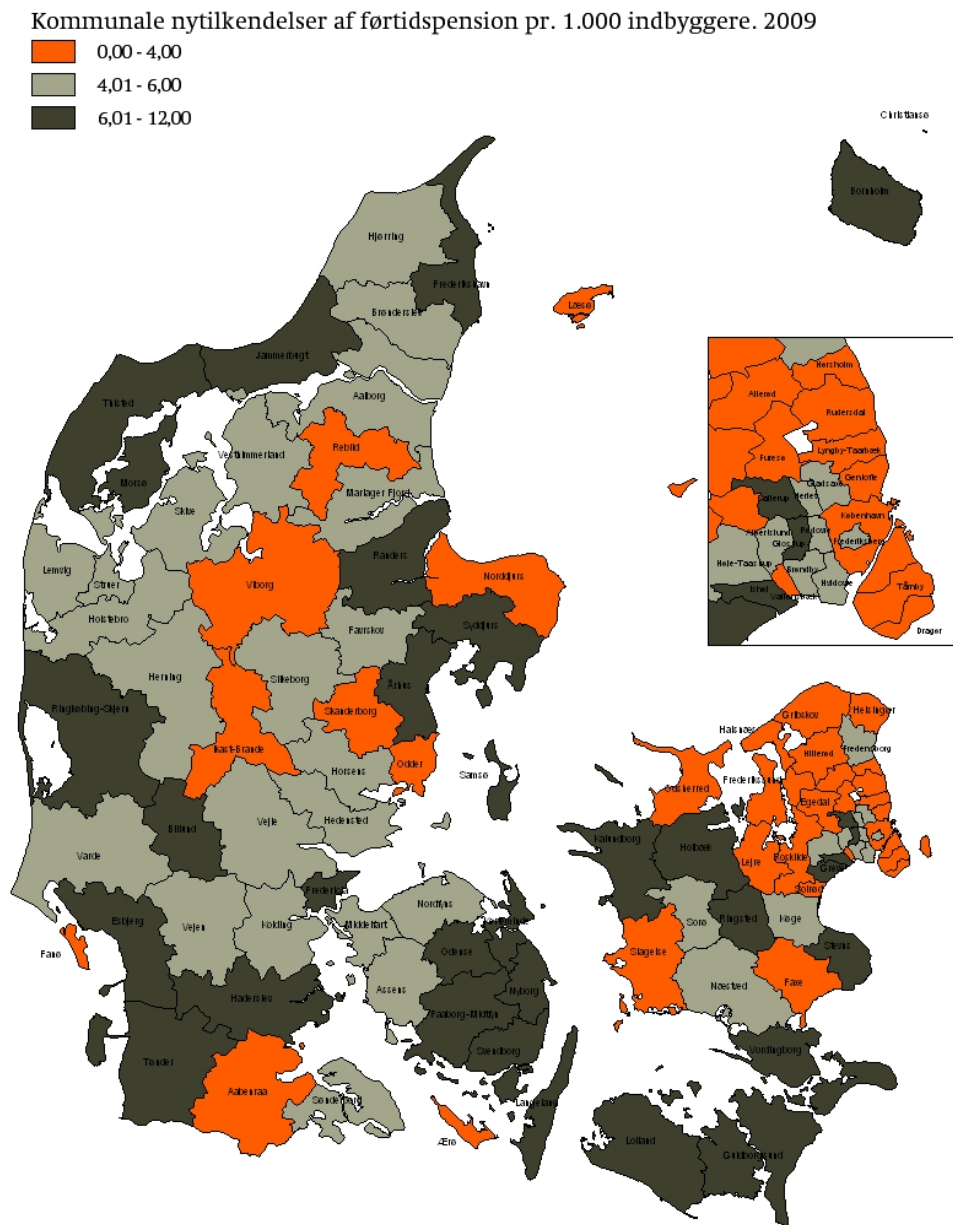 Kommunale nytilkendelser af førtidspension pr. 1.000 indbyggere. 2009
0,00 - 4,00
4,01 - 6,00
6,01 - 12,00
Christiansø
Bornholm
Hjørring
Frederikshavn
Læsø
Brønderslev
Jammerbugt
Thisted
Aalborg
Rebild
Vesthimmerland
Morsø
Mariager Fjord
Skive
Randers
Norddjurs
Lemvig
Struer
Viborg
Holstebro
Favrskov
Syddjurs
Herning
Silkeborg
Århus
Ringkøbing-Skjern
Skanderborg
Ikast-Brande
Odder
Horsens
Samsø
Hedensted
Billund
Vejle
Varde
Fredericia
Esbjerg
Vejen
Kolding
Middelfart
Nordfyns
Kerteminde
Fanø
Odense
Assens
Nyborg
Haderslev
Faaborg-Midtfyn
Tønder
Svendborg
Aabenraa
Sønderborg
Langeland
Ærø
Hørsholm
Allerød
Rudersdal
Furesø
Lyngby-Taarbæk
Gentofte
Gladsaxe
Ballerup
Herlev
København
Albertslund
Rødovre
Frederiksberg
Glostrup
Høje-Taastrup
Brøndby
Ishøj
Vallensbæk
Hvidovre
Tårnby
Dragør
Helsingør
Gribskov
Halsnæs
Hillerød
Fredensborg
Odsherred
Frederikssund
Egedal
Kalundborg
Holbæk
Lejre
Roskilde
Greve
Solrød
Sorø
Ringsted
Køge
Stevns
Slagelse
Næstved
Faxe
Vordingborg
Lolland
Guldborgsund